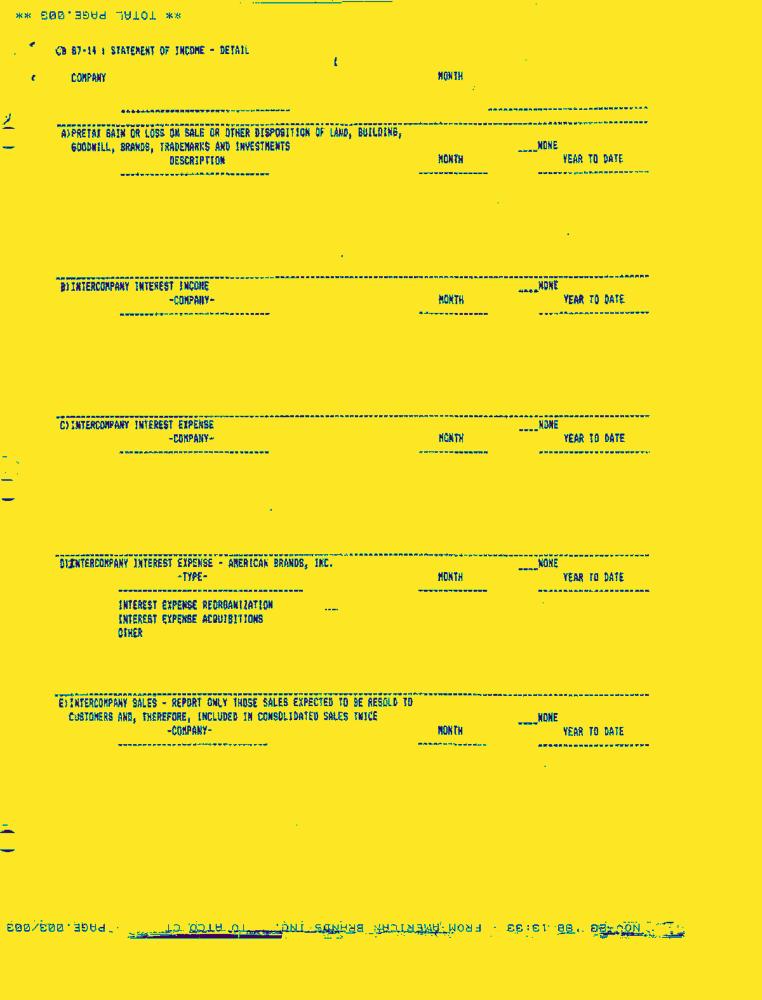 ** TOTAL PAGE.003 **
CB 87-14 : STATEMENT OF INCOME - DETAIL
COMPANY MONTH
A)PRETAX GAIN OR LOSS ON SALE OR OTHER DISPOSITION OF LAND, BUILDING,
GOODWILL, BRANDS, TRADEMARKS AND INVESTMENTS ____NONE
DESCRIPTION MONTH YEAR TO DATE
B)INTERCOMPANY INTEREST INCOME ____NONE
-COMPANY- MONTH YEAR TO DATE
C)INTERCOMPANY INTEREST EXPENSE ____NONE
-COMPANY- MONTH YEAR TO DATE
D)INTERCOMPANY INTEREST EXPENSE - AMERICAN BRANDS, INC. ____NONE
-TYPE- MONTH YEAR TO DATE
INTEREST EXPENSE REORGANIZATION
INTEREST EXPENSE ACQUISITIONS
OTHER
E)INTERCOMPANY SALES - REPORT ONLY THOSE SALES EXPECTED TO BE RESOLD TO
CUSTOMERS AND, THEREFORE, INCLUDED IN CONSOLIDATED SALES TWICE ____NONE
-COMPANY- MONTH YEAR TO DATE
13:33 FROM AMERICAN BRANDS INC. TO ATCO CT PAGE.003/003